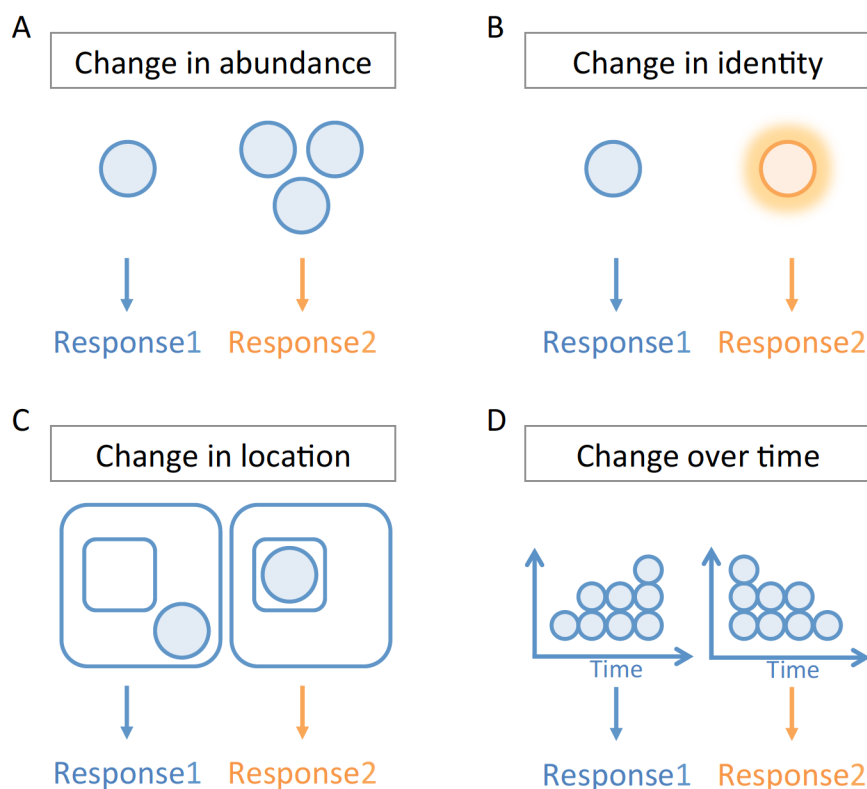 A
Change in abundance
Response1
Response2
B
Change in identity
Response1
Response2
C
Change in location
Response1
Response2
D
Change over time
Time
Time
Response1
Response2